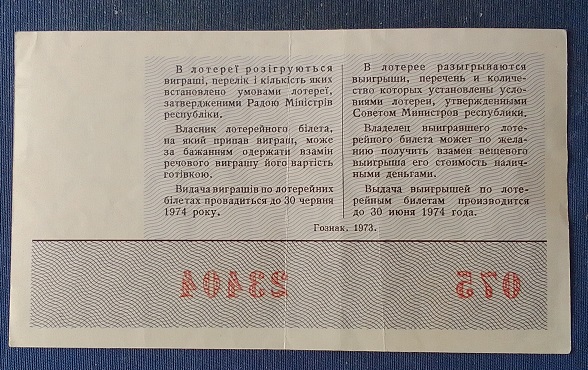 В лотереї розігруються
виграші, перелік і кількість яких
встановлено умовами лотереї,
затвердженими Радою Міністрів
республіки.
Власник лотерейного білета,
на який припав виграш, може
за бажанням одержати взамін
речового виграшу його вартість
готівкою.
Видача виграшів по лотерейних
білетах провадиться до 30 червня
1974 року.
В лотерее разыгрываются
выигрыши, перечень и количе-
ство которых установлены усло-
виями лотереи, утвержденными
Советом Министров республики.
Владелец выигравшего лоте-
рейного билета может по жела-
нию получить взамен вещевого
выигрыша его стоимость налич-
ными деньгами.
Выдача выигрышей по лоте-
рейным билетам производится
до 30 июня 1974 года.
Гознак. 1973.
23404
075